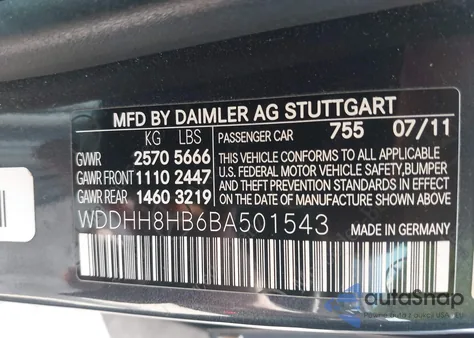 MFD BY DAIMLER AG STUTTGART
KG LBS PASSENGER CAR 755 07/11
GVWR 2570 5666 THIS VEHICLE CONFORMS TO ALL APPLICABLE
GAWR FRONT 1110 2447 U.S. FEDERAL MOTOR VEHICLE SAFETY,BUMPER
GAWR REAR 1460 3219 AND THEFT PREVENTION STANDARDS IN EFFECT
ON THE DATE OF MANUFACTURE SHOWN ABOVE
WDDHH8HB6BA501543 MADE IN GERMANY
autoSnap